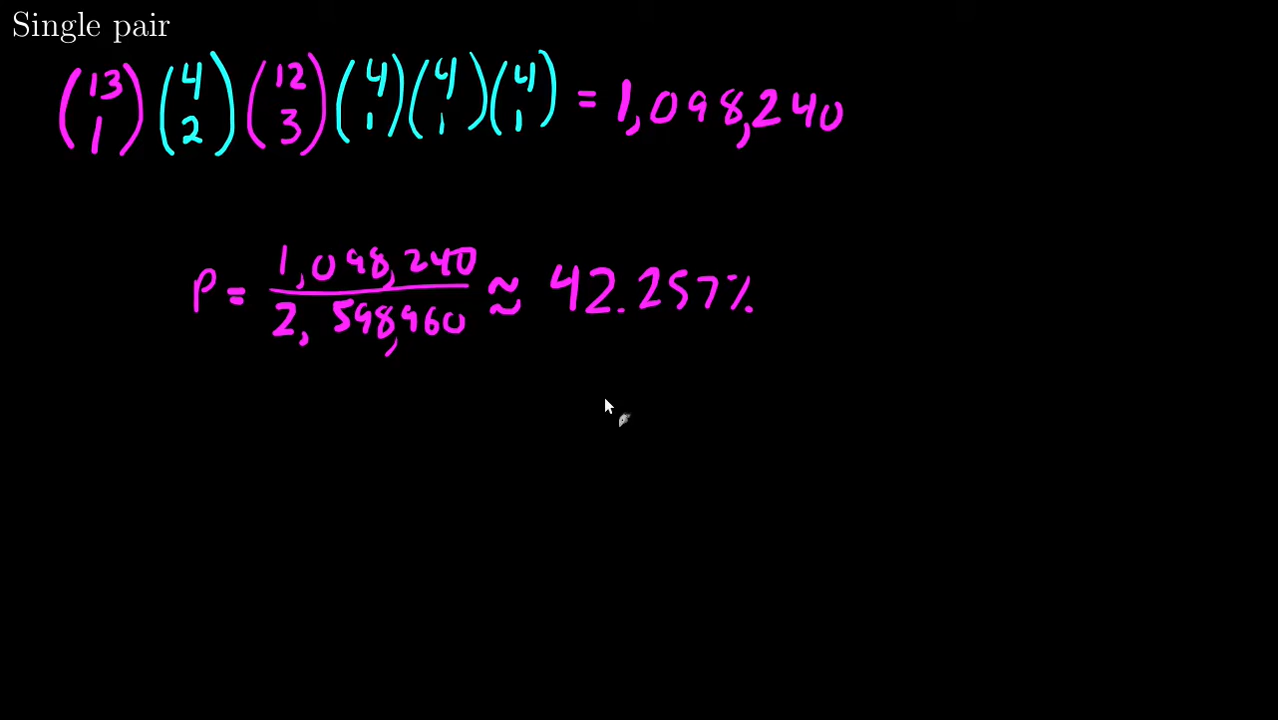 Single pair
(13 1)(4 2)(12 3)(4 1)(4 1)(4 1) = 1,098,240
P = 1,098,240 / 2,598,960 ≈ 42.257%